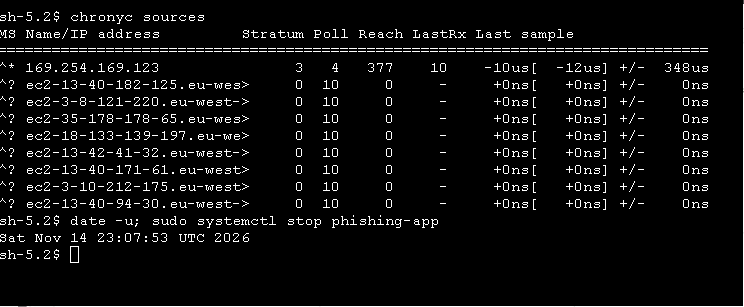 sh-5.2$ chronyc sources
MS Name/IP address         Stratum Poll Reach LastRx Last sample
===============================================================================
^* 169.254.169.123               3   4   377    10    -10us[  -12us] +/-  348us
^? ec2-13-40-182-125.eu-wes>     0  10     0     -     +0ns[   +0ns] +/-    0ns
^? ec2-3-8-121-220.eu-west->     0  10     0     -     +0ns[   +0ns] +/-    0ns
^? ec2-35-178-178-65.eu-wes>     0  10     0     -     +0ns[   +0ns] +/-    0ns
^? ec2-18-133-139-197.eu-we>     0  10     0     -     +0ns[   +0ns] +/-    0ns
^? ec2-13-42-41-32.eu-west->     0  10     0     -     +0ns[   +0ns] +/-    0ns
^? ec2-13-40-171-61.eu-west>     0  10     0     -     +0ns[   +0ns] +/-    0ns
^? ec2-3-10-212-175.eu-west>     0  10     0     -     +0ns[   +0ns] +/-    0ns
^? ec2-13-40-94-30.eu-west->     0  10     0     -     +0ns[   +0ns] +/-    0ns
sh-5.2$ date -u; sudo systemctl stop phishing-app
Sat Nov 14 23:07:53 UTC 2026
sh-5.2$